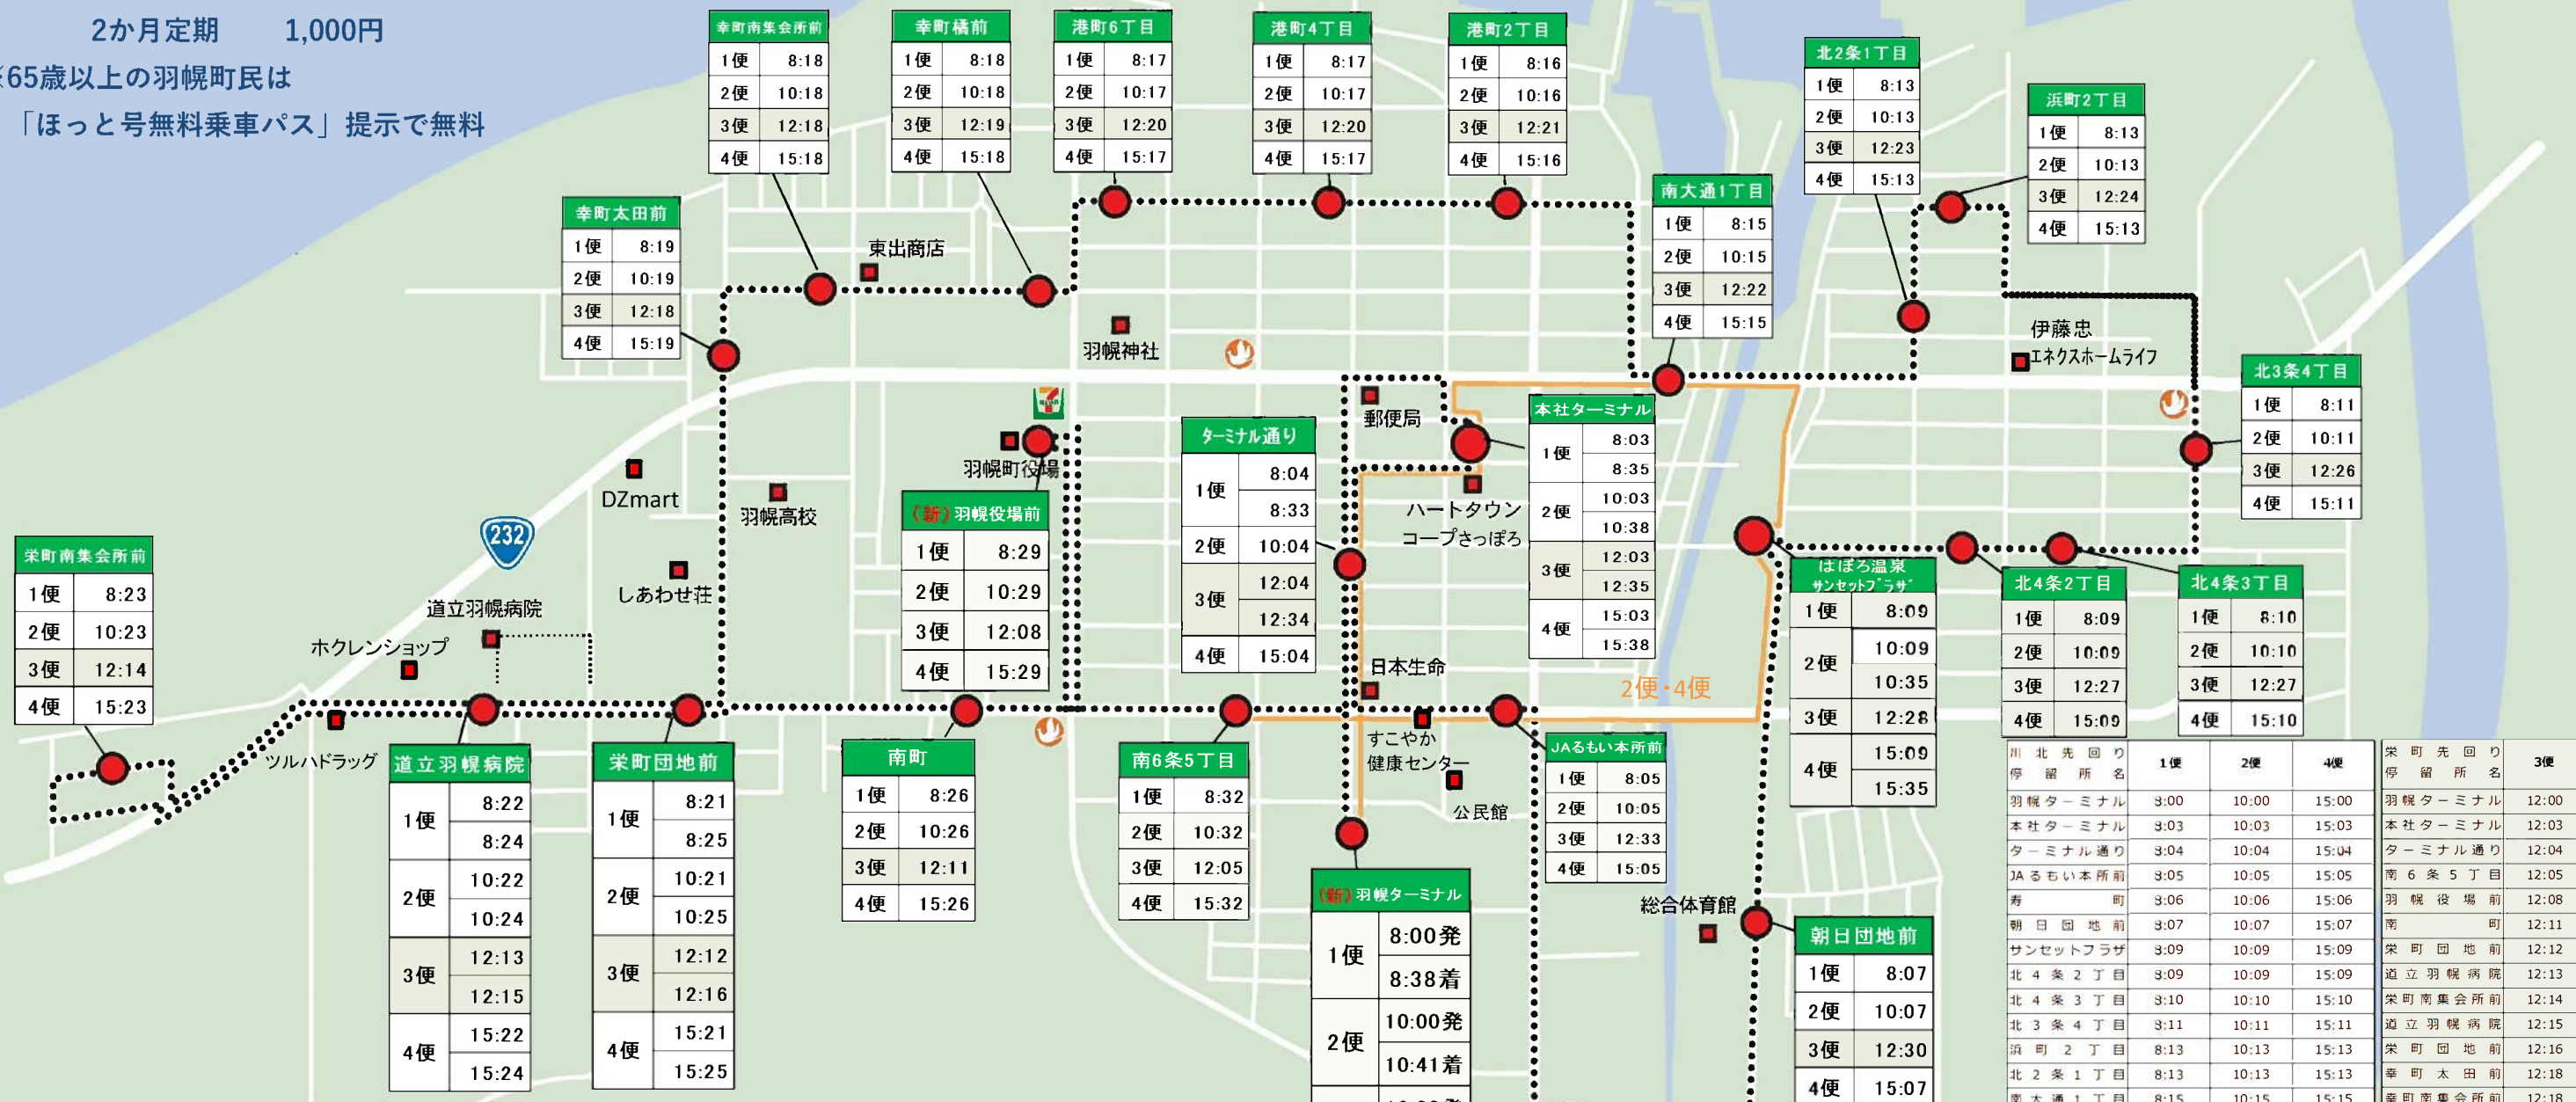 2か月定期 1,000円
※65歳以上の羽幌町民は
「ほっと号無料乗車パス」提示で無料
幸町南集会所前
1便 8:18
2便 10:18
3便 12:18
4便 15:18
幸町橋前
1便 8:18
2便 10:18
3便 12:19
4便 15:18
港町6丁目
1便 8:17
2便 10:17
3便 12:20
4便 15:17
港町4丁目
1便 8:17
2便 10:17
3便 12:20
4便 15:17
港町2丁目
1便 8:16
2便 10:16
3便 12:21
4便 15:16
北2条1丁目
1便 8:13
2便 10:13
3便 12:23
4便 15:13
浜町2丁目
1便 8:13
2便 10:13
3便 12:24
4便 15:13
幸町太田前
1便 8:19
2便 10:19
3便 12:18
4便 15:19
南大通1丁目
1便 8:15
2便 10:15
3便 12:22
4便 15:15
東出商店
羽幌神社
伊藤忠
エネクスホームライフ
北3条4丁目
1便 8:11
2便 10:11
3便 12:26
4便 15:11
郵便局
羽幌町役場
DZmart
羽幌高校
232
しあわせ荘
道立羽幌病院
ホクレンショップ
ツルハドラッグ
ターミナル通り
1便 8:04
8:33
2便 10:04
3便 12:04
12:34
4便 15:04
本社ターミナル
1便 8:03
8:35
2便 10:03
10:38
3便 12:03
12:35
4便 15:03
15:38
ハートタウン
コープさっぽろ
(新)羽幌役場前
1便 8:29
2便 10:29
3便 12:08
4便 15:29
栄町南集会所前
1便 8:23
2便 10:23
3便 12:14
4便 15:23
日本生命
2便・4便
すこやか
健康センター
公民館
はぼろ温泉
サンセットプラザ
1便 8:09
2便 10:09
10:35
3便 12:28
4便 15:09
15:35
北4条2丁目
1便 8:09
2便 10:09
3便 12:27
4便 15:09
北4条3丁目
1便 8:10
2便 10:10
3便 12:27
4便 15:10
道立羽幌病院
1便 8:22
8:24
2便 10:22
10:24
3便 12:13
12:15
4便 15:22
15:24
栄町団地前
1便 8:21
8:25
2便 10:21
10:25
3便 12:12
12:16
4便 15:21
15:25
南町
1便 8:26
2便 10:26
3便 12:11
4便 15:26
南6条5丁目
1便 8:32
2便 10:32
3便 12:05
4便 15:32
JAるもい本所前
1便 8:05
2便 10:05
3便 12:33
4便 15:05
(新)羽幌ターミナル
1便 8:00発
8:38着
2便 10:00発
10:41着
総合体育館
朝日団地前
1便 8:07
2便 10:07
3便 12:30
4便 15:07
川北先回り
停留所名 1便 2便 4便
羽幌ターミナル 8:00 10:00 15:00
本社ターミナル 8:03 10:03 15:03
ターミナル通り 8:04 10:04 15:04
JAるもい本所前 8:05 10:05 15:05
寿町 8:06 10:06 15:06
朝日団地前 8:07 10:07 15:07
サンセットプラザ 8:09 10:09 15:09
北4条2丁目 8:09 10:09 15:09
北4条3丁目 8:10 10:10 15:10
北3条4丁目 8:11 10:11 15:11
浜町2丁目 8:13 10:13 15:13
北2条1丁目 8:13 10:13 15:13
南大通1丁目 8:15 10:15 15:15
栄町先回り
停留所名 3便
羽幌ターミナル 12:00
本社ターミナル 12:03
ターミナル通り 12:04
南6条5丁目 12:05
羽幌役場前 12:08
南町 12:11
栄町団地前 12:12
道立羽幌病院 12:13
栄町南集会所前 12:14
道立羽幌病院 12:15
栄町団地前 12:16
幸町太田前 12:18
幸町南集会所前 12:18